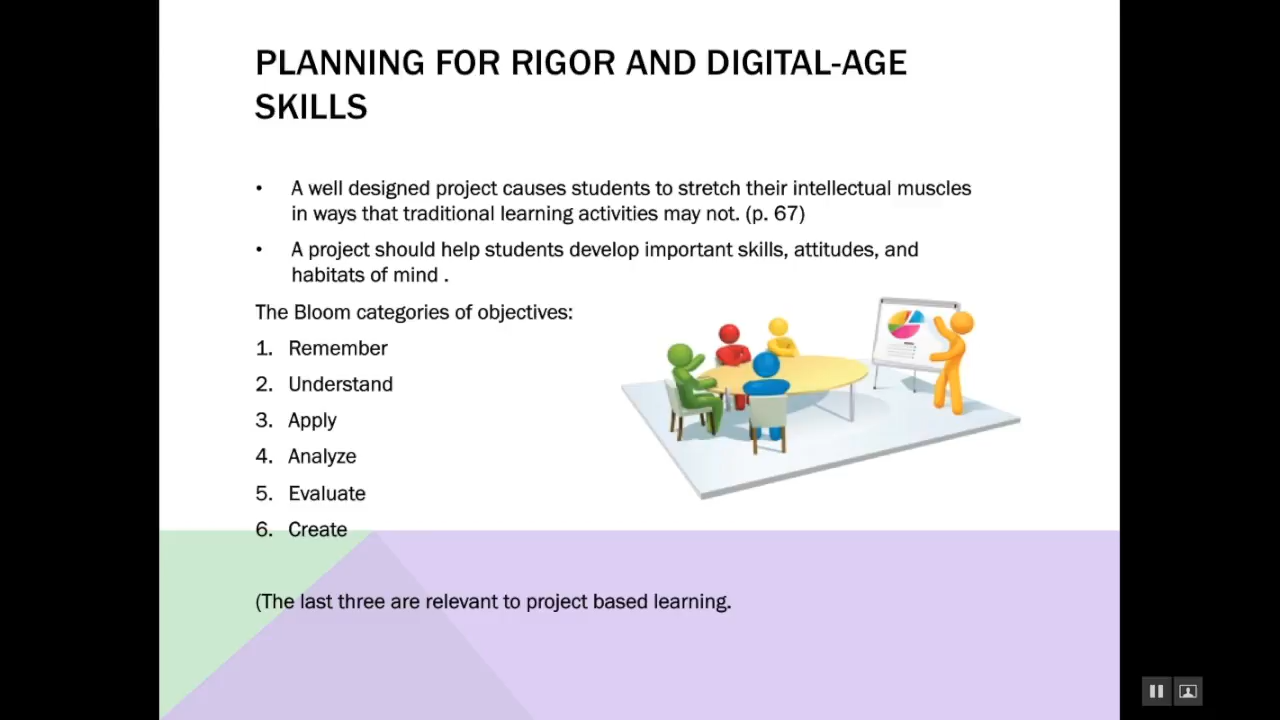 PLANNING FOR RIGOR AND DIGITAL-AGE
SKILLS
• A well designed project causes students to stretch their intellectual muscles
in ways that traditional learning activities may not. (p. 67)
• A project should help students develop important skills, attitudes, and
habitats of mind .
The Bloom categories of objectives:
1. Remember
2. Understand
3. Apply
4. Analyze
5. Evaluate
6. Create
(The last three are relevant to project based learning.